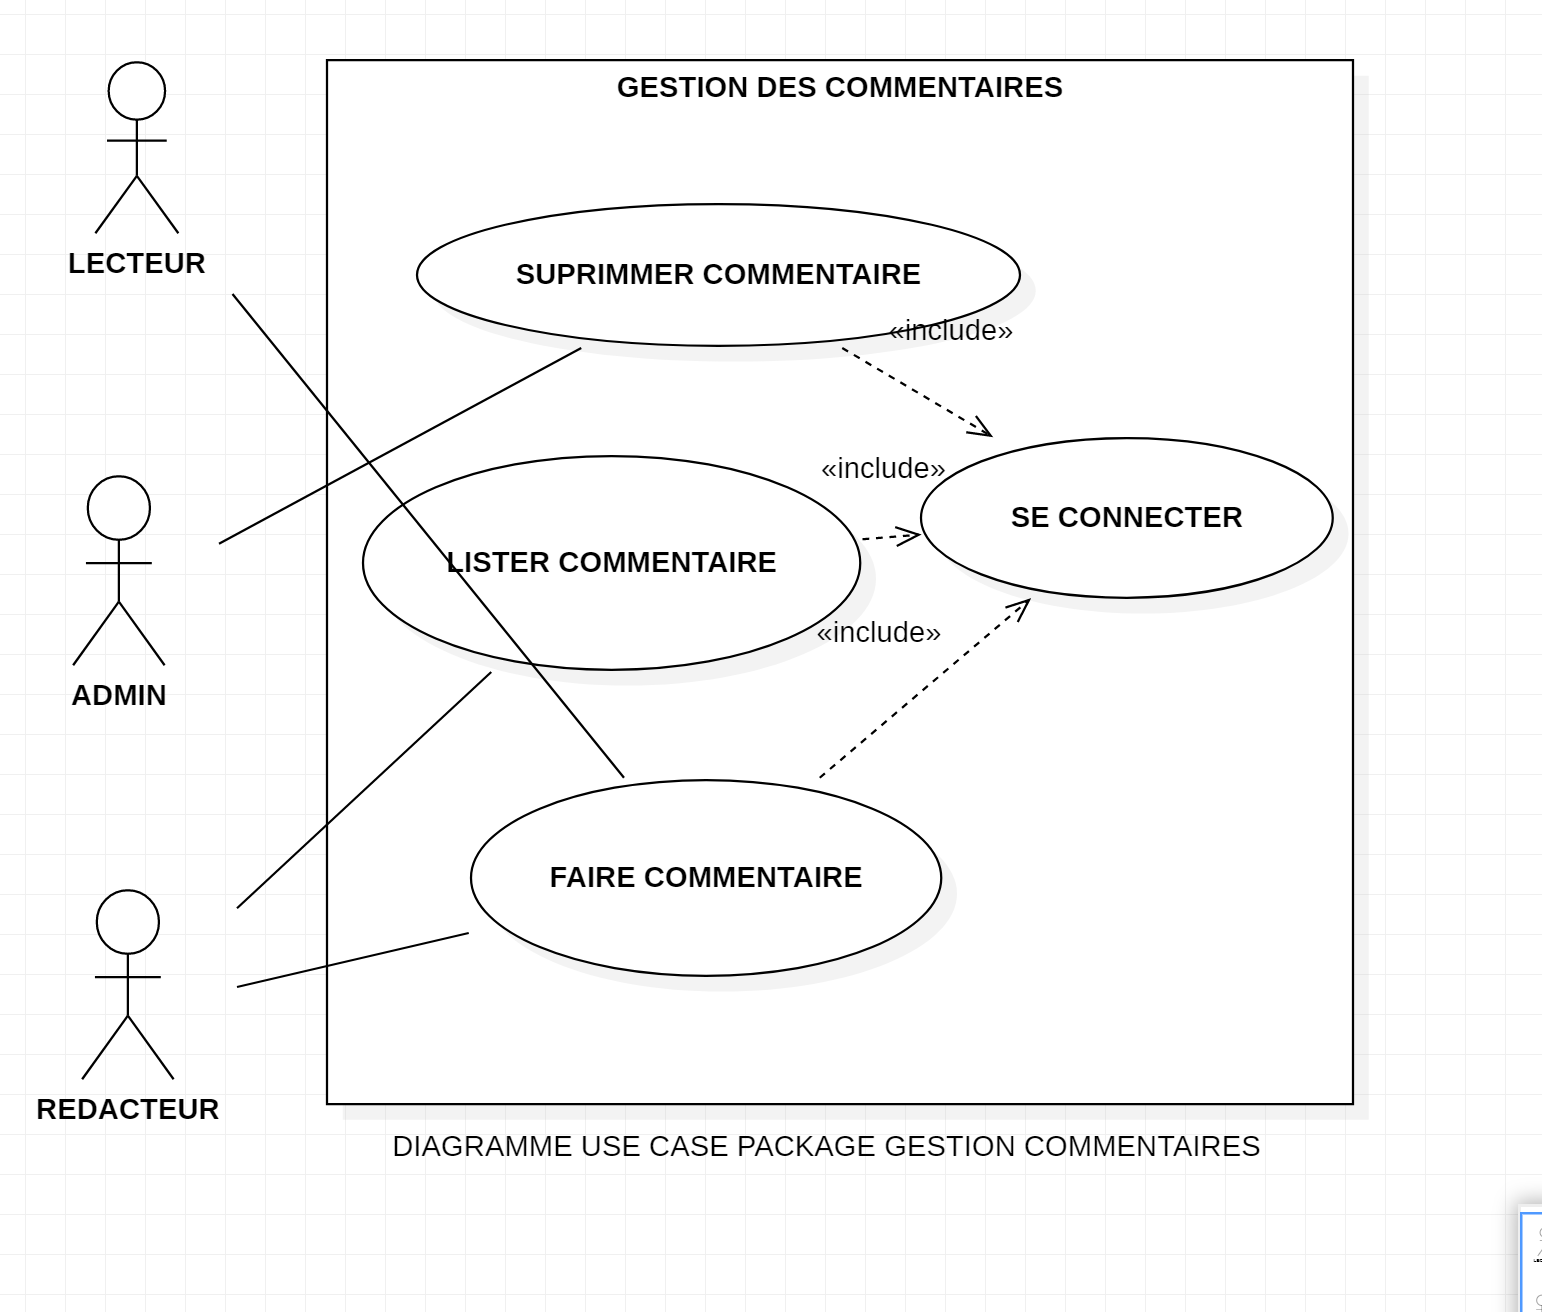 GESTION DES COMMENTAIRES
LECTEUR
SUPRIMMER COMMENTAIRE
«include»
«include»
SE CONNECTER
LISTER COMMENTAIRE
«include»
ADMIN
FAIRE COMMENTAIRE
REDACTEUR
DIAGRAMME USE CASE PACKAGE GESTION COMMENTAIRES